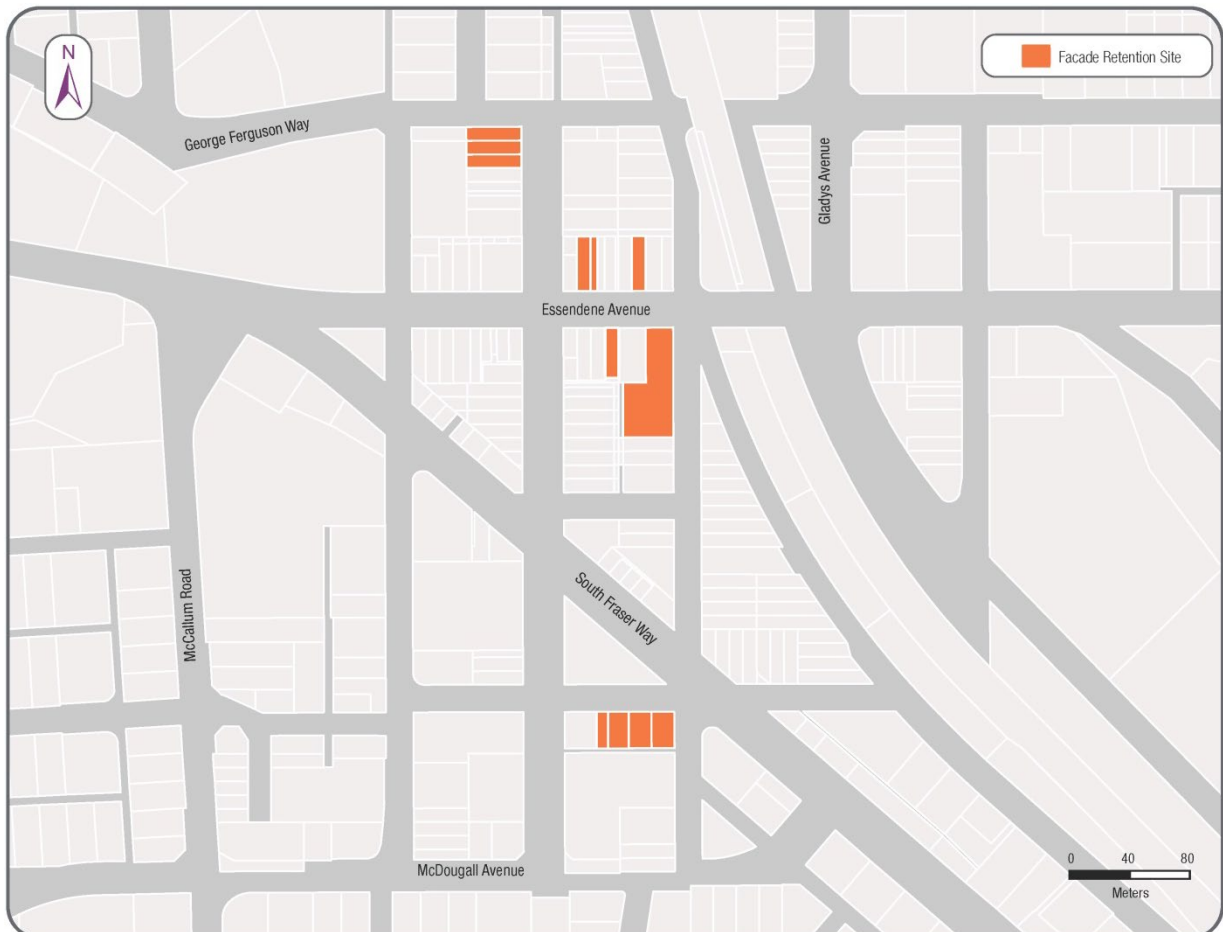 N
Facade Retention Site
George Ferguson Way
Gladys Avenue
Essendene Avenue
McCallum Road
South Fraser Way
McDougall Avenue
0 40 80
Meters